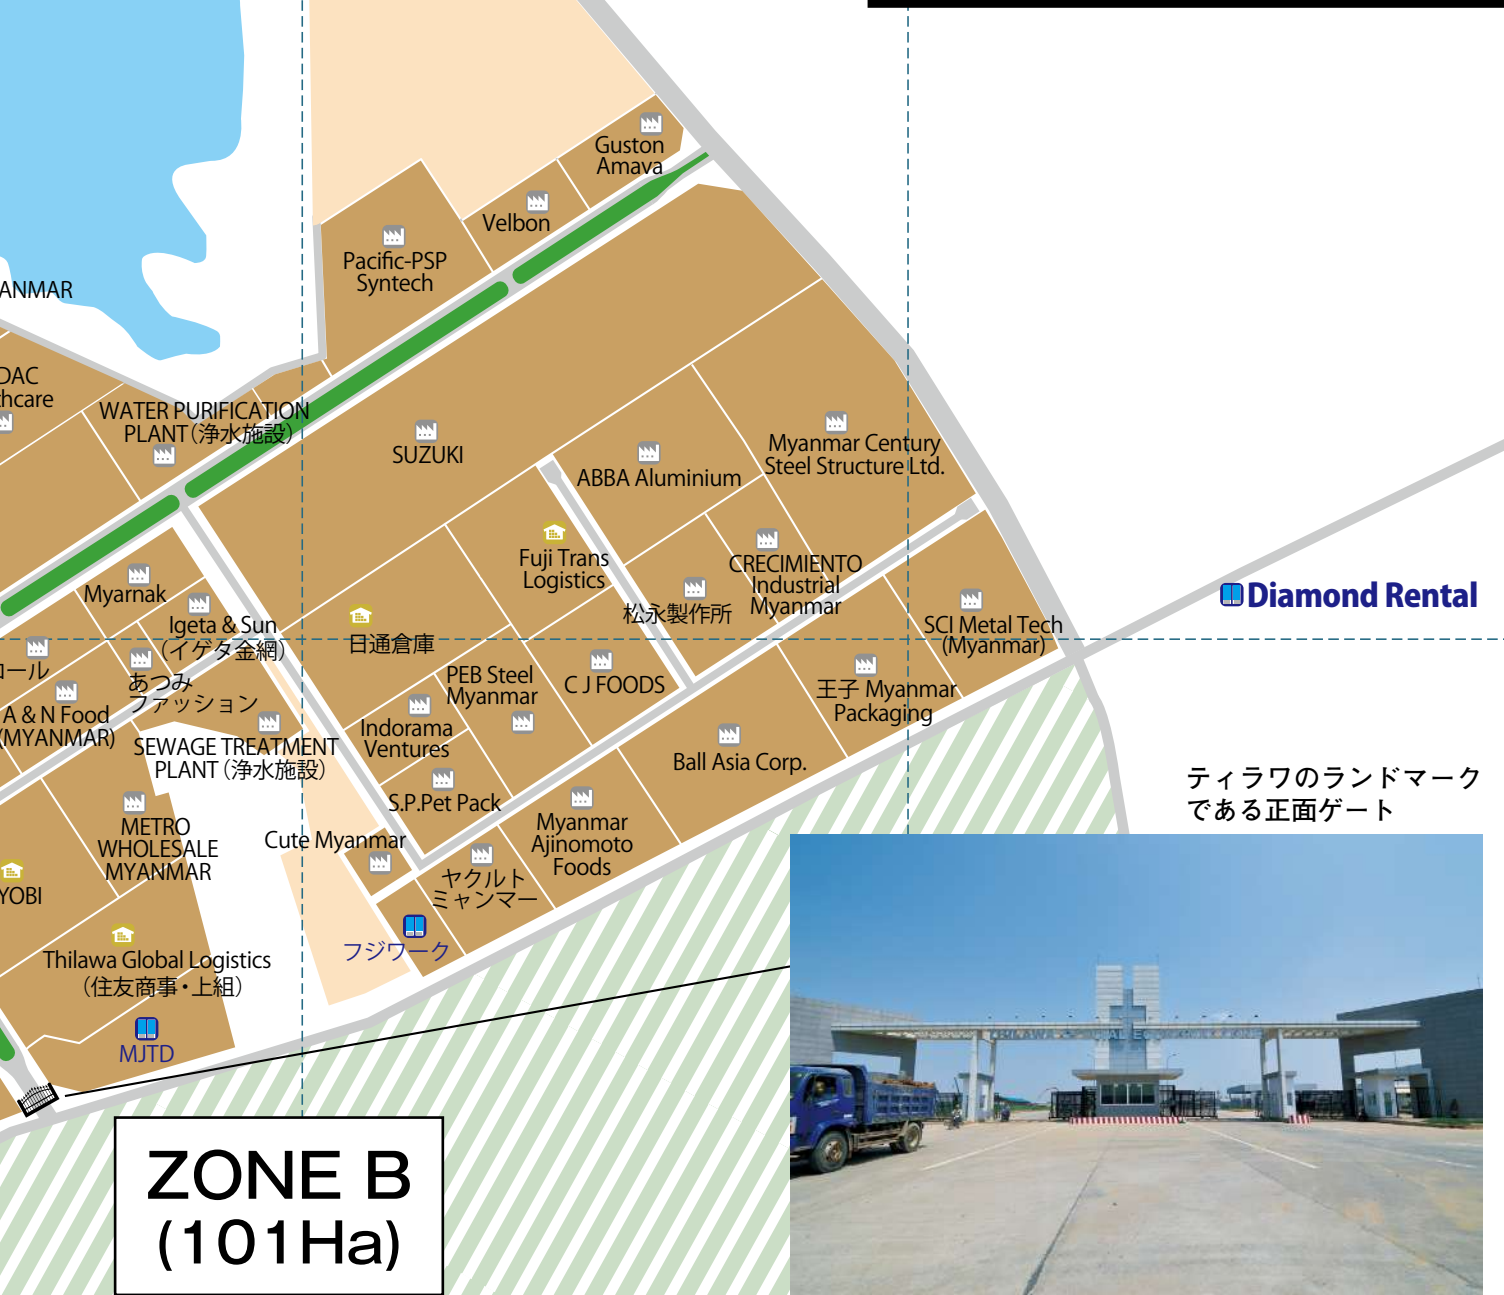 Guston
Amava
Velbon
Pacific-PSP
Syntech
ANMAR
DAC
thcare
WATER PURIFICATION
PLANT（浄水施設）
SUZUKI
ABBA Aluminium
Myanmar Century
Steel Structure Ltd.
Fuji Trans
Logistics
CRECIMIENTO
Industrial
Myanmar
松永製作所
SCI Metal Tech
(Myanmar)
Diamond Rental
Myarnak
Igeta & Sun
（イゲタ金網）
日通倉庫
PEB Steel
Myanmar
C J FOODS
王子 Myanmar
Packaging
コール
あつみ
ファッション
A & N Food
(MYANMAR)
SEWAGE TREATMENT
PLANT（浄水施設）
Indorama
Ventures
Ball Asia Corp.
S.P.Pet Pack
METRO
WHOLESALE
MYANMAR
Cute Myanmar
Myanmar
Ajinomoto
Foods
ヤクルト
ミャンマー
YOBI
フジワーク
Thilawa Global Logistics
（住友商事・上組）
MJTD
ティラワのランドマーク
である正面ゲート
ZONE B
(101Ha)